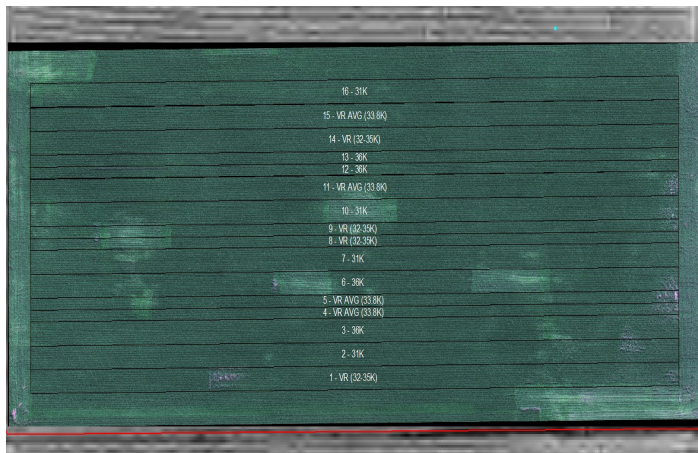 16 - 31K
15 - VR AVG (33.8K)
14 - VR (32-35K)
13 - 36K
12 - 36K
11 - VR AVG (33.8K)
10 - 31K
9 - VR (32-35K)
8 - VR (32-35K)
7 - 31K
6 - 36K
5 - VR AVG (33.8K)
4 - VR AVG (33.8K)
3 - 36K
2 - 31K
1 - VR (32-35K)